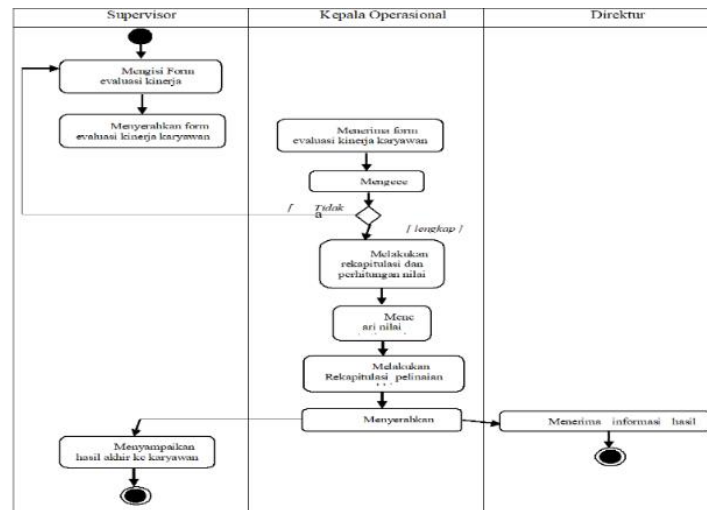 Supervisor
Kepala Operasional
Direktur
Mengisi Form
evaluasi kinerja
Menyerahkan form
evaluasi kinerja karyawan
Menerima form
evaluasi kinerja karyawan
Mengece
[ Tidak
a
[ lengkap ]
Melakukan
rekapitulasi dan
perhitungan nilai
Mene
ari nilai
Melakukan
Rekapitulasi pelinaian
Menyerahkan
Menerima informasi hasil
Menyampaikan
hasil akhir ke karyawan